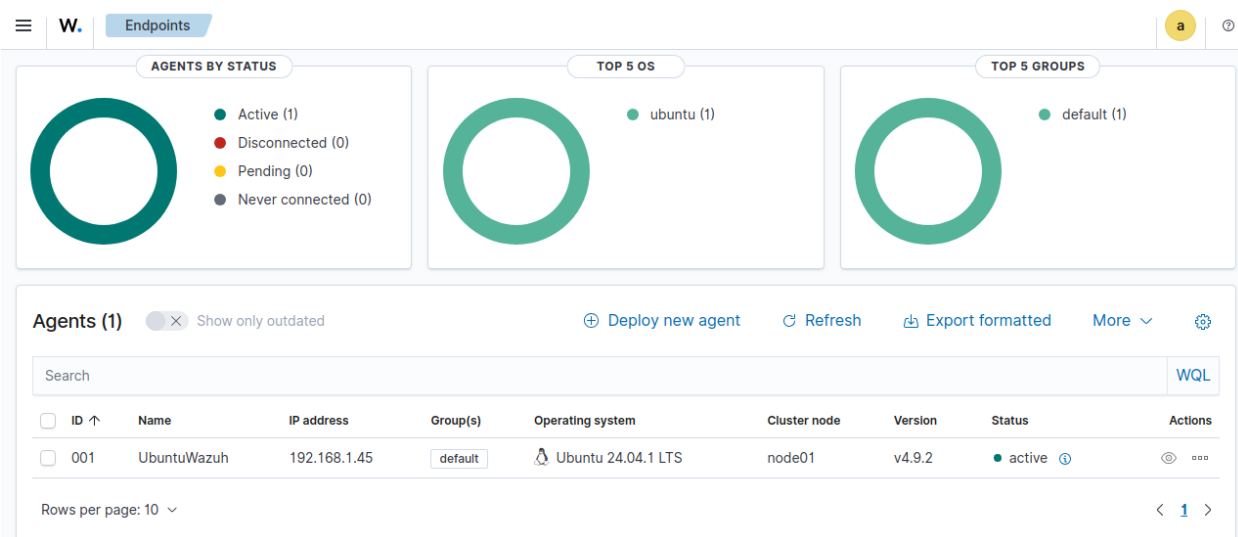 W. Endpoints a
AGENTS BY STATUS
Active (1)
Disconnected (0)
Pending (0)
Never connected (0)
TOP 5 OS
ubuntu (1)
TOP 5 GROUPS
default (1)
Agents (1) Show only outdated Deploy new agent Refresh Export formatted More
Search WQL
ID Name IP address Group(s) Operating system Cluster node Version Status Actions
001 UbuntuWazuh 192.168.1.45 default Ubuntu 24.04.1 LTS node01 v4.9.2 active
Rows per page: 10 1